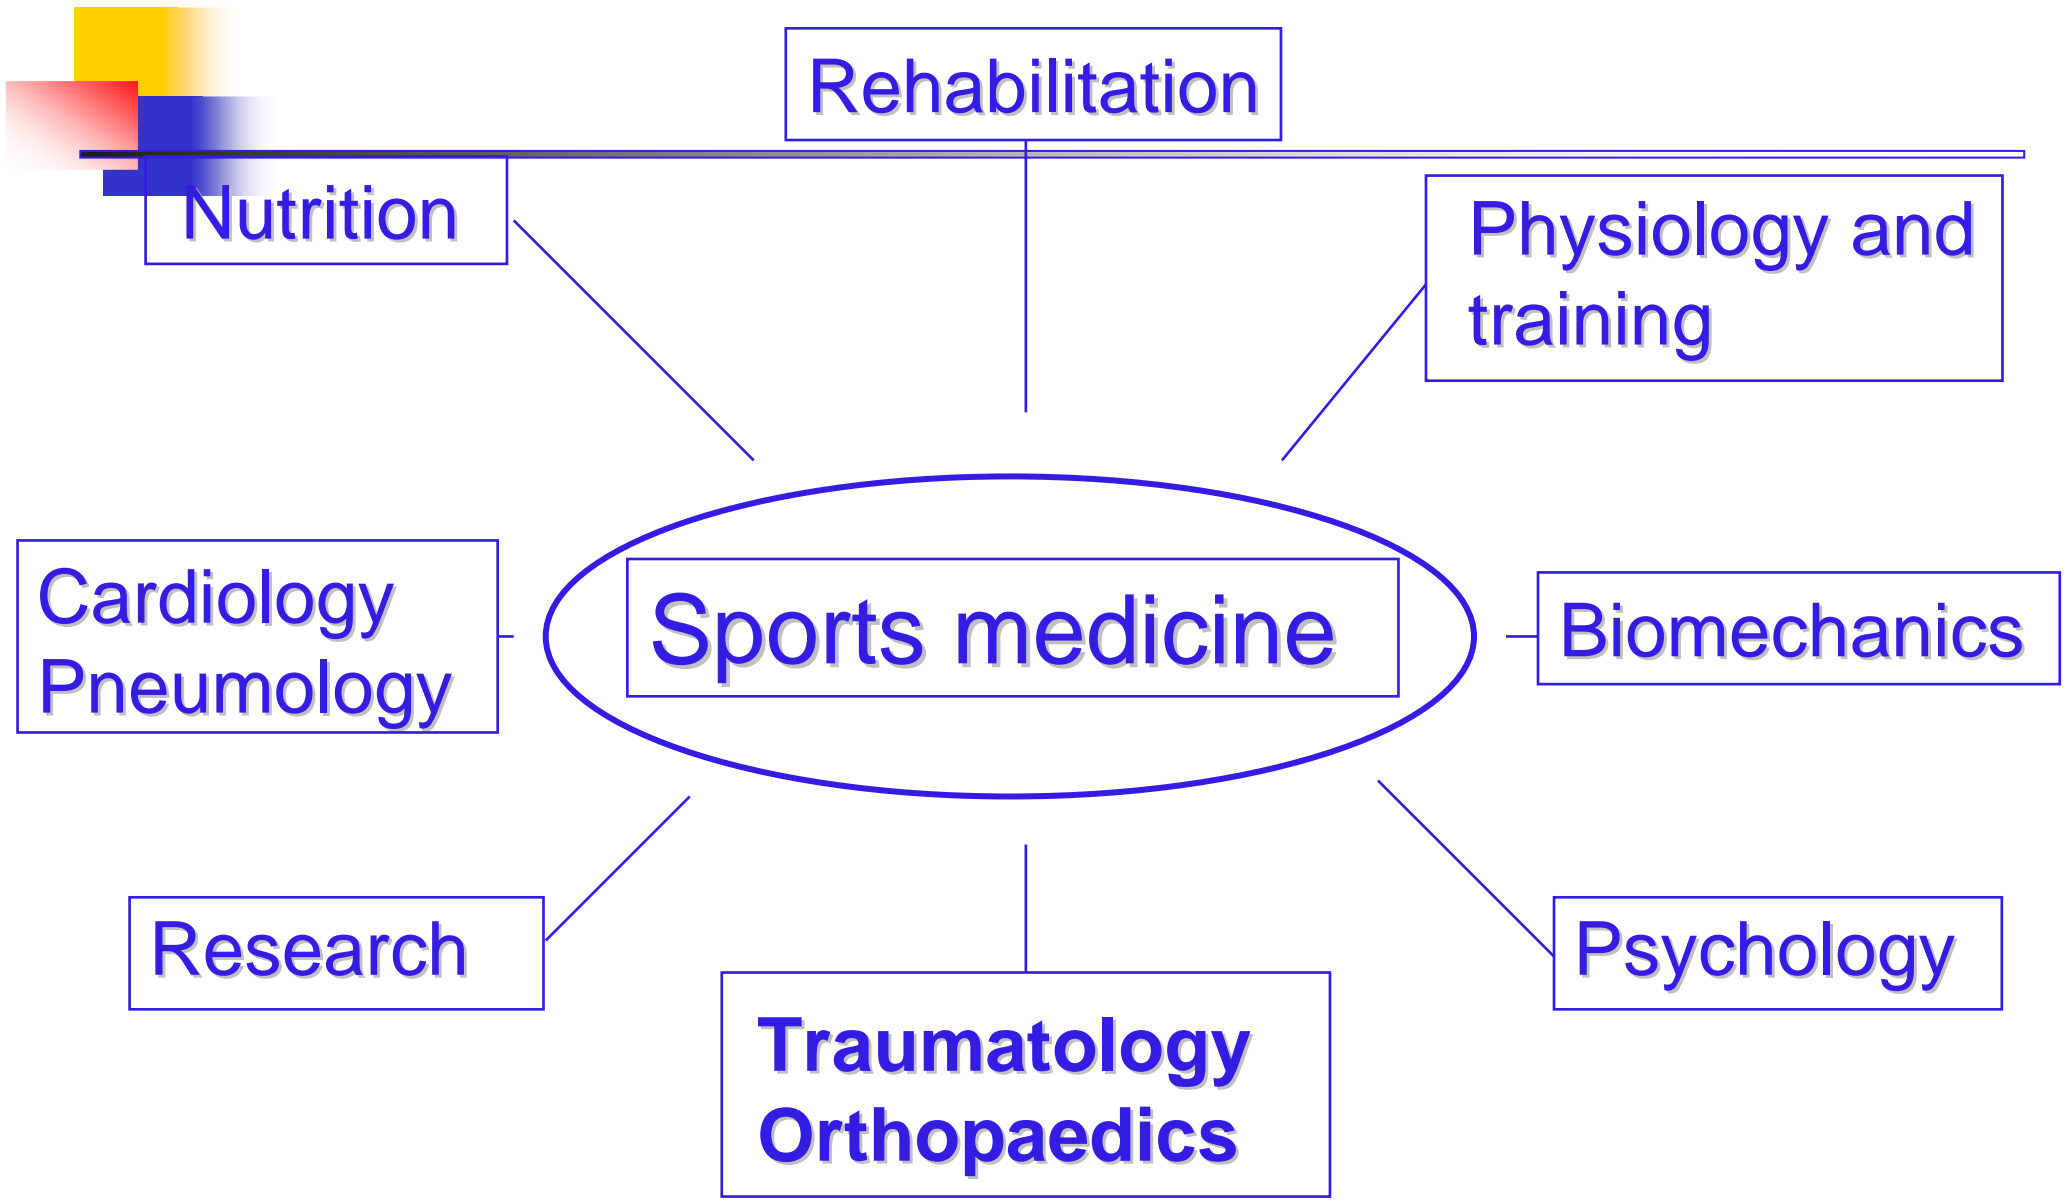 Rehabilitation
Nutrition
Physiology and
training
Cardiology
Pneumology
Sports medicine
Biomechanics
Research
Psychology
Traumatology
Orthopaedics